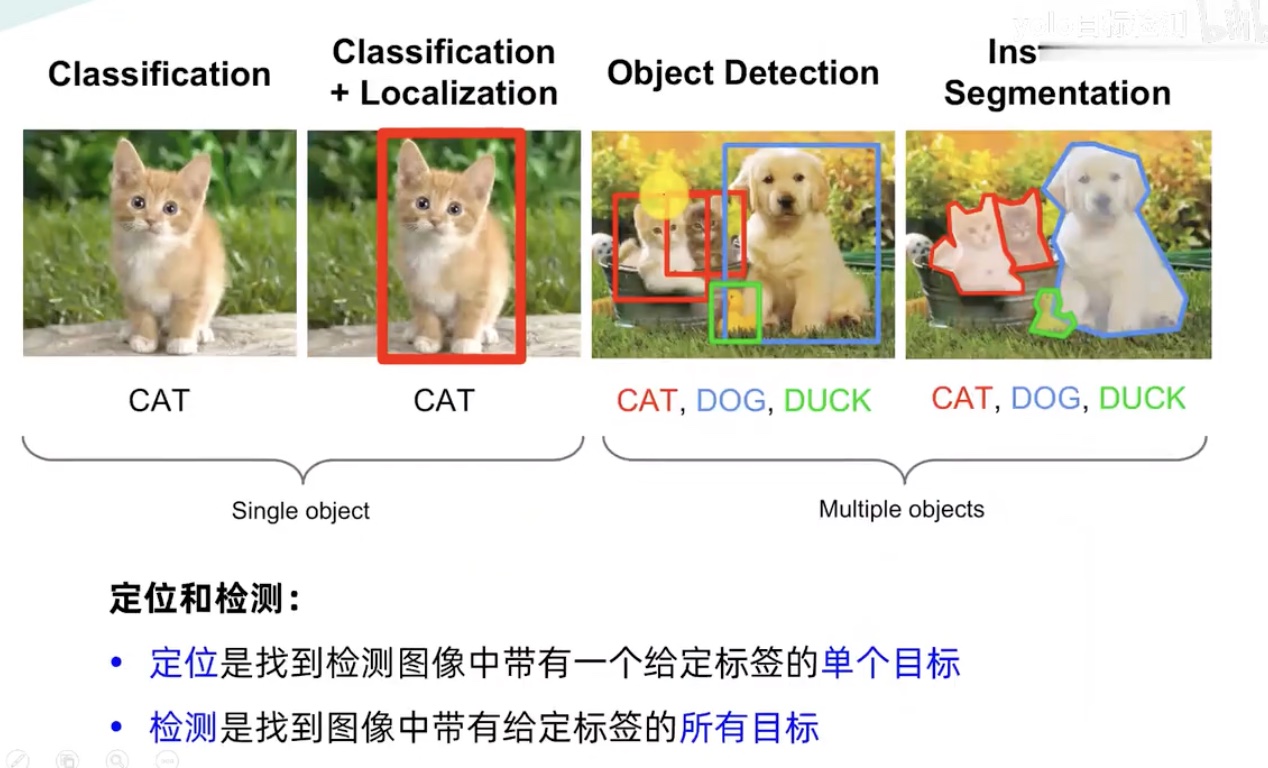 yolo目标检测
Classification
Classification
+ Localization
Object Detection
Ins
Segmentation
CAT
CAT
CAT, DOG, DUCK
CAT, DOG, DUCK
Single object
Multiple objects
定位和检测：
• 定位是找到检测图像中带有一个给定标签的单个目标
• 检测是找到图像中带有给定标签的所有目标